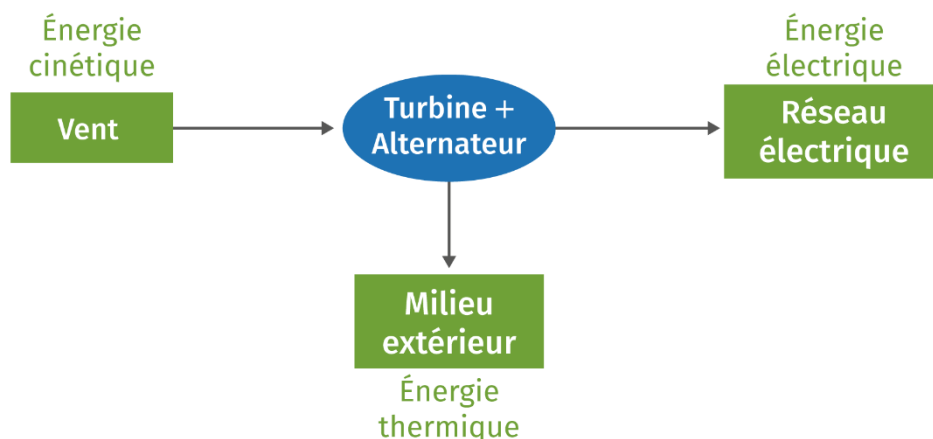 Énergie
cinétique
Vent
Turbine +
Alternateur
Énergie
électrique
Réseau
électrique
Milieu
extérieur
Énergie
thermique